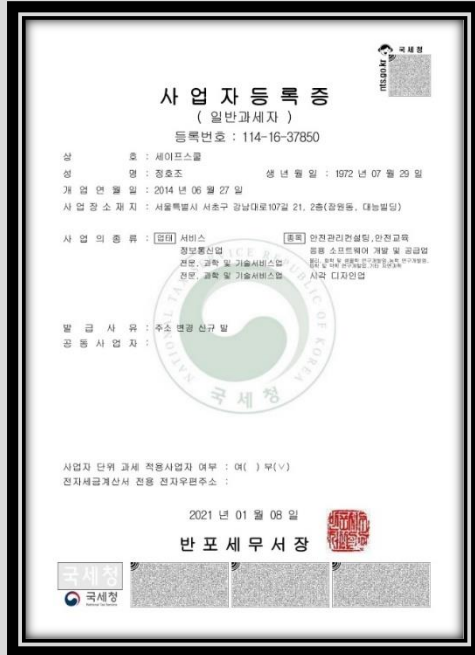 국세청
nts.go.kr
사업자등록증
( 일반과세자 )
등록번호 : 114-16-37850
상 호 : 세이프스쿨
성 명 : 정호조 생 년 월 일 : 1972 년 07 월 29 일
개 업 연 월 일 : 2014 년 06 월 27 일
사 업 장 소 재 지 : 서울특별시 서초구 강남대로107길 21, 2층(잠원동, 대능빌딩)
사 업 의 종 류 : 업태 서비스 종목 안전관리컨설팅,안전교육
정보통신업 응용 소프트웨어 개발 및 공급업
전문, 과학 및 기술서비스업
전문, 과학 및 기술서비스업 시각 디자인업
NATIONAL TAX SERVICE REPUBLIC OF KOREA
국세청
발 급 사 유 : 주소 변경 신규 발
공 동 사 업 자 :
사업자 단위 과세 적용사업자 여부 : 여( ) 부(∨)
전자세금계산서 전용 전자우편주소 :
2021 년 01 월 08 일
반포세무서장
국세청
국세청